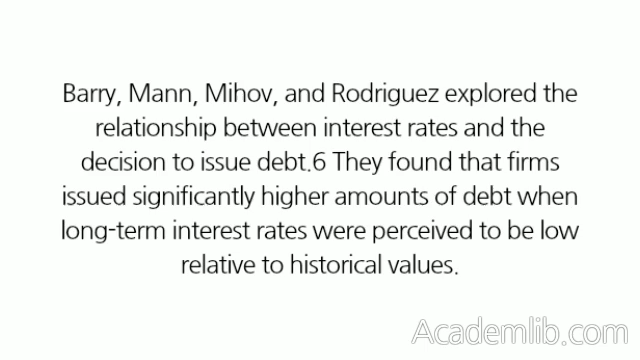 Barry, Mann, Mihov, and Rodriguez explored the
relationship between interest rates and the
decision to issue debt.6 They found that firms
issued significantly higher amounts of debt when
long-term interest rates were perceived to be low
relative to historical values.
Academlib.com